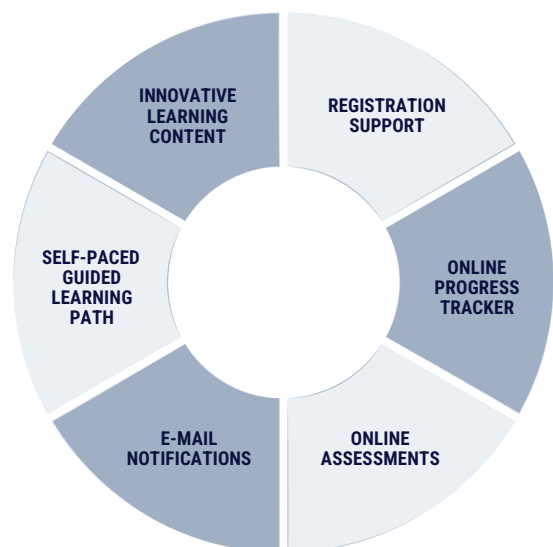 INNOVATIVE
LEARNING
CONTENT
REGISTRATION
SUPPORT
SELF-PACED
GUIDED
LEARNING
PATH
ONLINE
PROGRESS
TRACKER
E-MAIL
NOTIFICATIONS
ONLINE
ASSESSMENTS